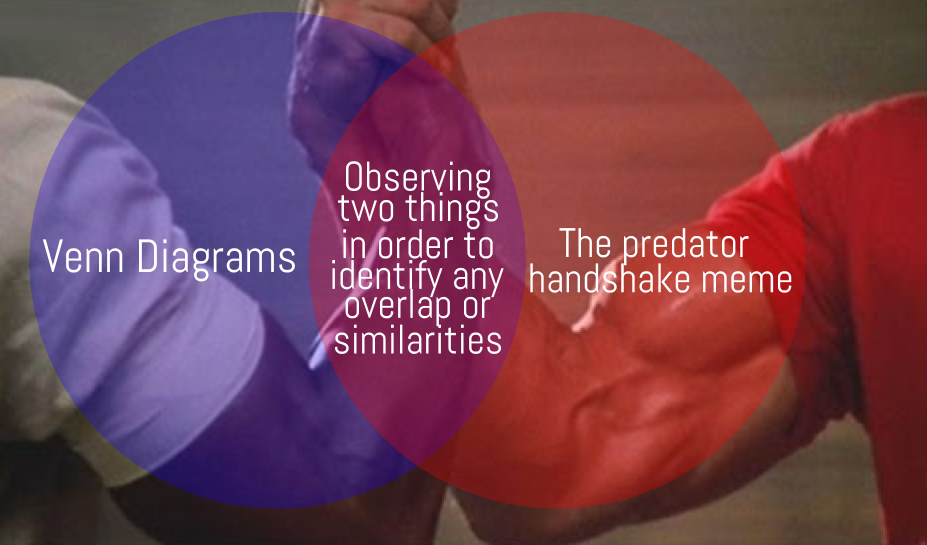 Venn Diagrams
Observing
two things
in order to
identify any
overlap or
similarities
The predator
handshake meme